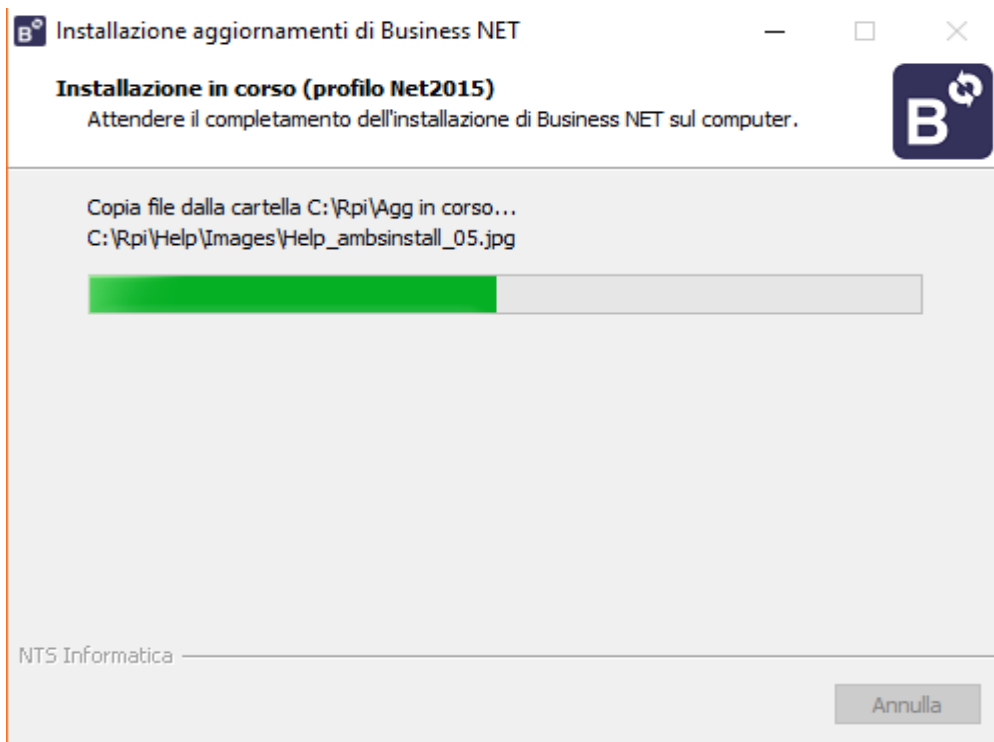 B Installazione aggiornamenti di Business NET
Installazione in corso (profilo Net2015)
Attendere il completamento dell'installazione di Business NET sul computer.
B
Copia file dalla cartella C:\Rpi\Agg in corso...
C:\Rpi\Help\Images\Help_ambsinstall_05.jpg
NTS Informatica
Annulla